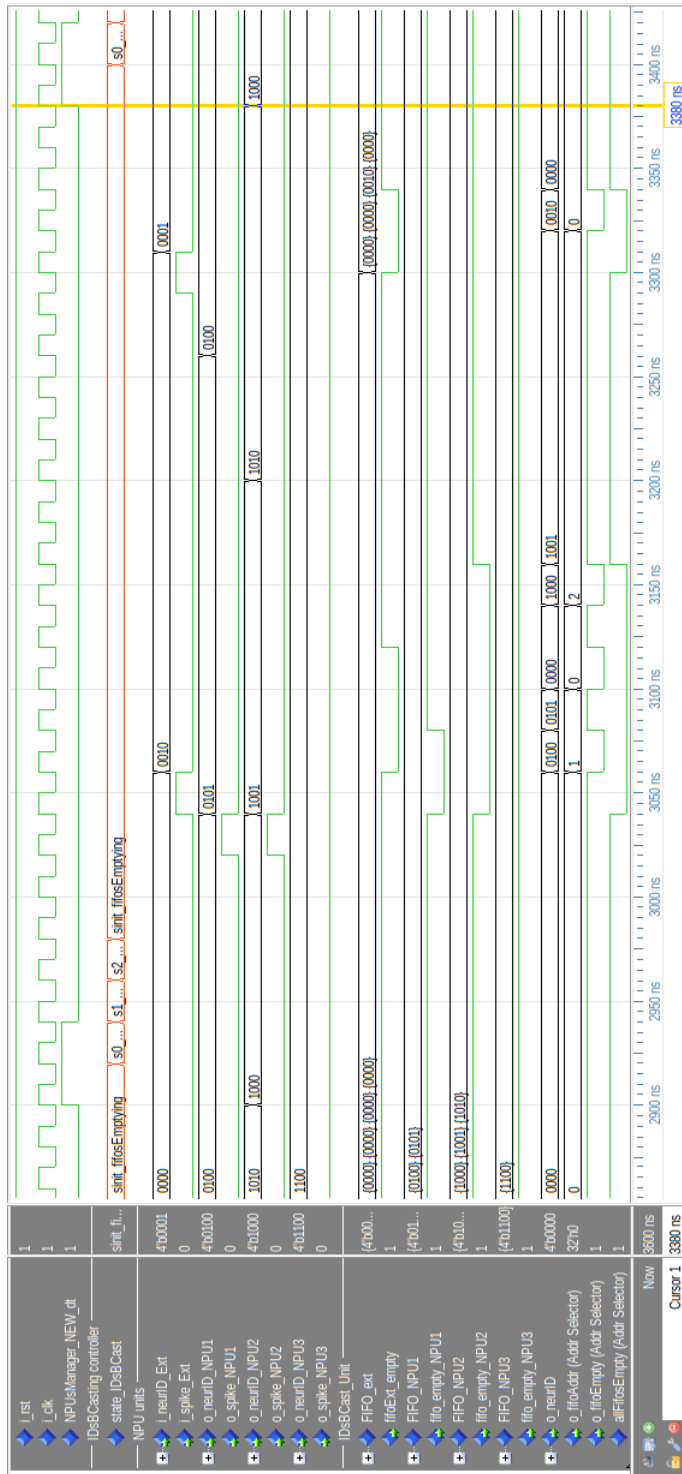 i_rst 1
i_clk 1
NPUsManager_NEW_dt 1
IDsBCasting controller
state_IDsBCast sinit_fi... sinit_fifosEmptying s0_... s1_... s2_... sinit_fifosEmptying s0_...
NPU units
i_neurID_Ext 4'b0001 0000 0010 0001
i_spike_Ext 0
o_neurID_NPU1 4'b0100 0100 0101 0100
o_spike_NPU1 0
o_neurID_NPU2 4'b1000 1010 1000 1001 1010 1000
o_spike_NPU2 0
o_neurID_NPU3 4'b1100 1100
o_spike_NPU3 0
IDsBCast_Unit
FIFO_ext {4'b00... {0000} {0000} {0000} {0000} {0000} {0000} {0010} {0000}
fifoExt_empty 1
FIFO_NPU1 {4'b01... {0100} {0101}
fifo_empty_NPU1 1
FIFO_NPU2 {4'b10... {1000} {1001} {1010}
fifo_empty_NPU2 1
FIFO_NPU3 {4'b1100} {1100}
fifo_empty_NPU3 1
o_neurID 4'b0000 0000 0100 0101 0000 1000 1001 0010 0000
o_fifoAddr (Addr Selector) 32'h0 0 1 0 2 0
o_fifoEmpty (Addr Selector) 1
allFifosEmpty (Addr Selector) 1
Now 3600 ns 2900 ns 2950 ns 3000 ns 3050 ns 3100 ns 3150 ns 3200 ns 3250 ns 3300 ns 3350 ns 3400 ns
Cursor 1 3380 ns 3380 ns